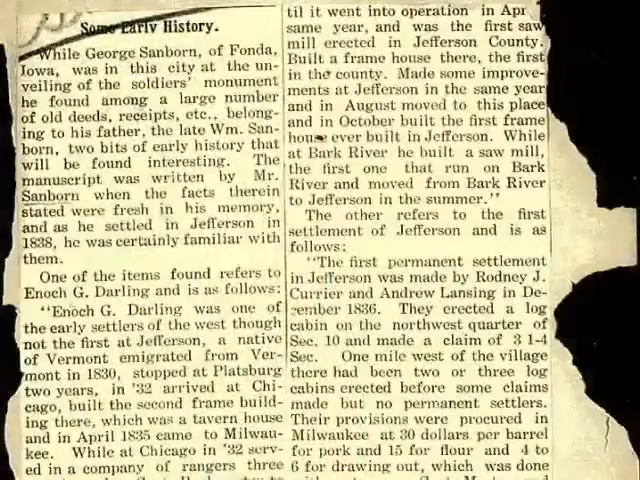 Some Early History.
While George Sanborn, of Fonda,
Iowa, was in this city at the un-
veiling of the soldiers' monument
he found among a large number
of old deeds, receipts, etc., belong-
ing to his father, the late Wm. San-
born, two bits of early history that
will be found interesting. The
manuscript was written by Mr.
Sanborn when the facts therein
stated were fresh in his memory,
and as he settled in Jefferson in
1838, he was certainly familiar with
them.
One of the items found refers to
Enoch G. Darling and is as follows:
"Enoch G. Darling was one of
the early settlers of the west though
not the first at Jefferson, a native
of Vermont emigrated from Ver-
mont in 1830, stopped at Platsburg
two years, in '32 arrived at Chi-
cago, built the second frame build-
ing there, which was a tavern house
and in April 1835 came to Milwau-
kee. While at Chicago in '32 serv-
ed in a company of rangers three
til it went into operation in Apr
same year, and was the first saw
mill erected in Jefferson County.
Built a frame house there, the first
in the county. Made some improve-
ments at Jefferson in the same year
and in August moved to this place
and in October built the first frame
house ever built in Jefferson. While
at Bark River he built a saw mill,
the first one that run on Bark
River and moved from Bark River
to Jefferson in the summer."
The other refers to the first
settlement of Jefferson and is as
follows:
"The first permanent settlement
in Jefferson was made by Rodney J.
Currier and Andrew Lansing in De-
cember 1836. They erected a log
cabin on the northwest quarter of
Sec. 10 and made a claim of 3 1-4
Sec. One mile west of the village
there had been two or three log
cabins erected before some claims
made but no permanent settlers.
Their provisions were procured in
Milwaukee at 30 dollars per barrel
for pork and 15 for flour and 4 to
6 for drawing out, which was done